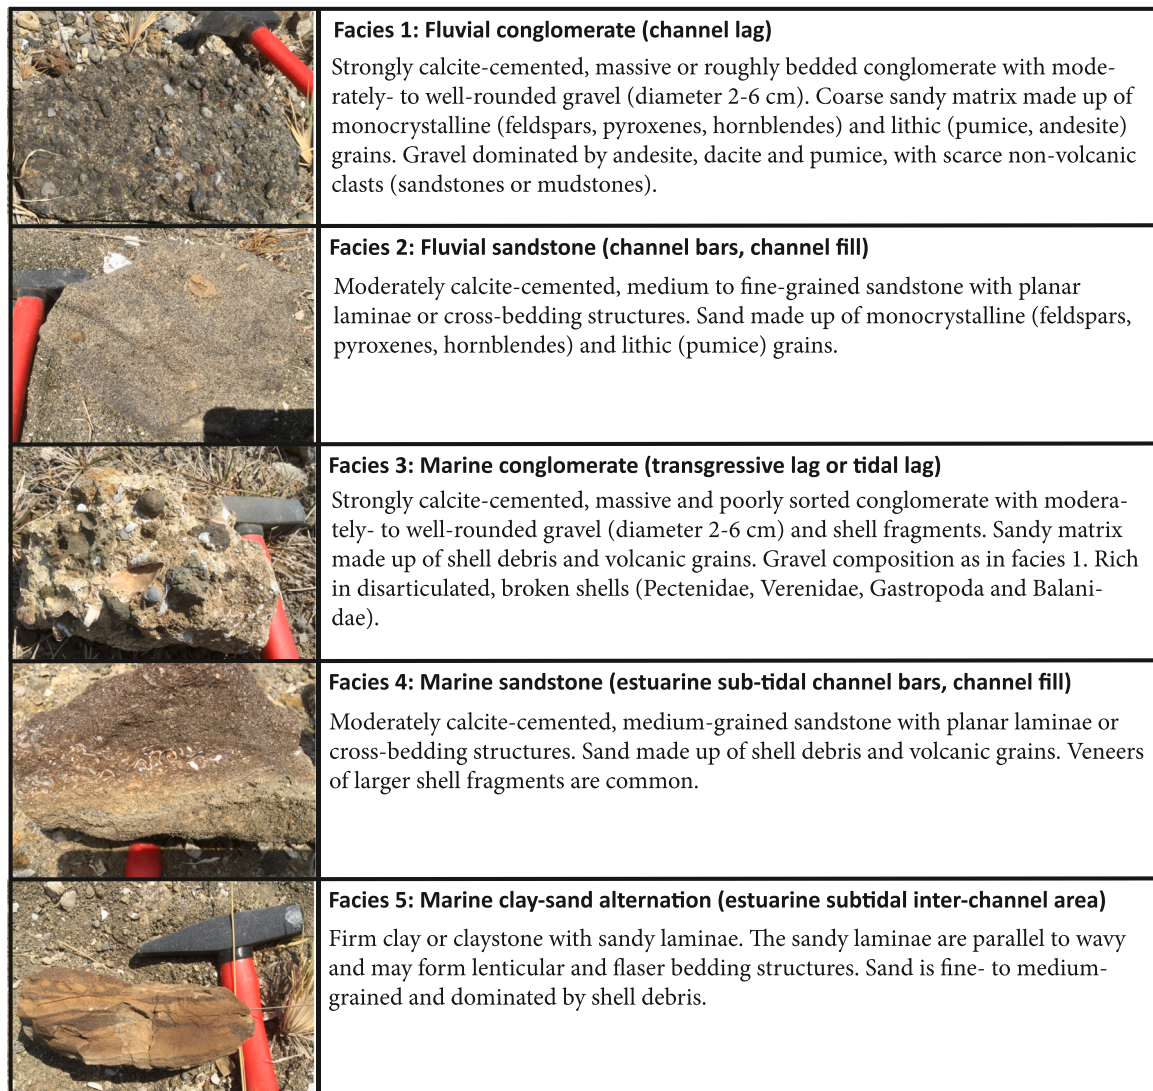 Facies 1: Fluvial conglomerate (channel lag)
Strongly calcite-cemented, massive or roughly bedded conglomerate with mode-
rately- to well-rounded gravel (diameter 2-6 cm). Coarse sandy matrix made up of
monocrystalline (feldspars, pyroxenes, hornblendes) and lithic (pumice, andesite)
grains. Gravel dominated by andesite, dacite and pumice, with scarce non-volcanic
clasts (sandstones or mudstones).
Facies 2: Fluvial sandstone (channel bars, channel fill)
Moderately calcite-cemented, medium to fine-grained sandstone with planar
laminae or cross-bedding structures. Sand made up of monocrystalline (feldspars,
pyroxenes, hornblendes) and lithic (pumice) grains.
Facies 3: Marine conglomerate (transgressive lag or tidal lag)
Strongly calcite-cemented, massive and poorly sorted conglomerate with modera-
tely- to well-rounded gravel (diameter 2-6 cm) and shell fragments. Sandy matrix
made up of shell debris and volcanic grains. Gravel composition as in facies 1. Rich
in disarticulated, broken shells (Pectenidae, Verenidae, Gastropoda and Balani-
dae).
Facies 4: Marine sandstone (estuarine sub-tidal channel bars, channel fill)
Moderately calcite-cemented, medium-grained sandstone with planar laminae or
cross-bedding structures. Sand made up of shell debris and volcanic grains. Veneers
of larger shell fragments are common.
Facies 5: Marine clay-sand alternation (estuarine subtidal inter-channel area)
Firm clay or claystone with sandy laminae. The sandy laminae are parallel to wavy
and may form lenticular and flaser bedding structures. Sand is fine- to medium-
grained and dominated by shell debris.